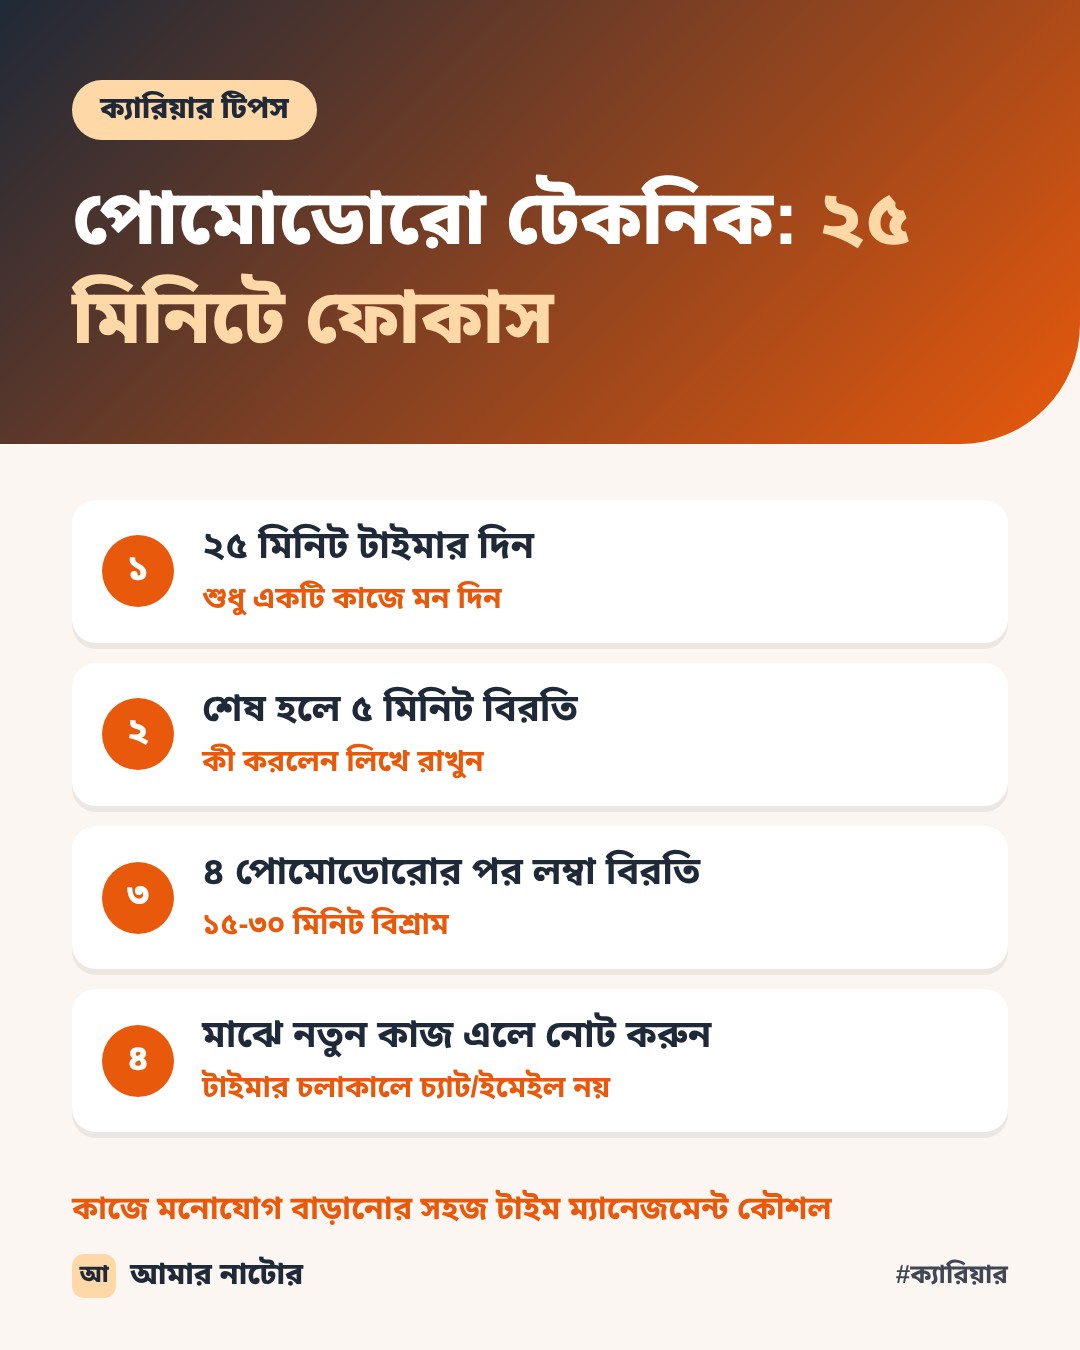 ক্যারিয়ার টিপস
পোমোডোরো টেকনিক: ২৫
মিনিটে ফোকাস
১
২৫ মিনিট টাইমার দিন
শুধু একটি কাজে মন দিন
২
শেষ হলে ৫ মিনিট বিরতি
কী করলেন লিখে রাখুন
৩
৪ পোমোডোরোর পর লম্বা বিরতি
১৫-৩০ মিনিট বিশ্রাম
৪
মাঝে নতুন কাজ এলে নোট করুন
টাইমার চলাকালে চ্যাট/ইমেইল নয়
কাজে মনোযোগ বাড়ানোর সহজ টাইম ম্যানেজমেন্ট কৌশল
আ আমার নাটোর
#ক্যারিয়ার